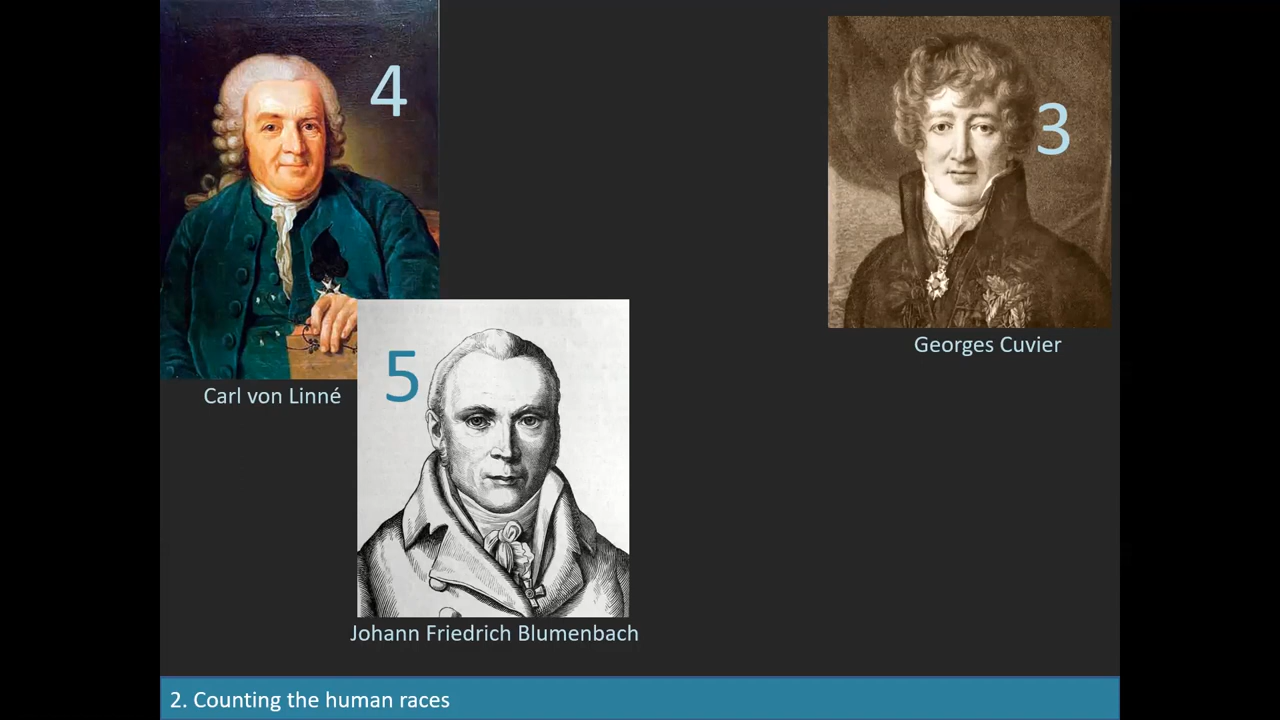 4
3
Georges Cuvier
Carl von Linné
5
Johann Friedrich Blumenbach
2. Counting the human races